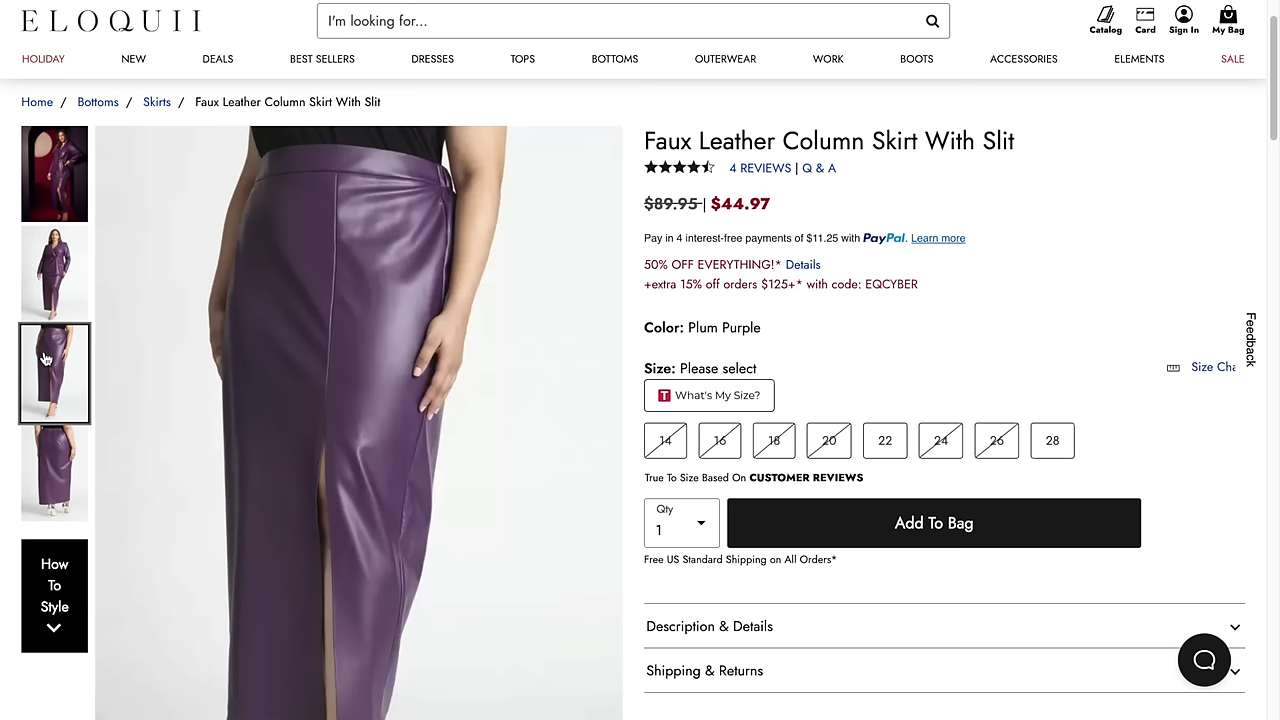 ELOQUII
I'm looking for...
Catalog
Card
Sign In
My Bag
HOLIDAY
NEW
DEALS
BEST SELLERS
DRESSES
TOPS
BOTTOMS
OUTERWEAR
WORK
BOOTS
ACCESSORIES
ELEMENTS
SALE
Home / Bottoms / Skirts / Faux Leather Column Skirt With Slit
Faux Leather Column Skirt With Slit
4 REVIEWS | Q & A
$89.95 | $44.97
Pay in 4 interest-free payments of $11.25 with PayPal. Learn more
50% OFF EVERYTHING!* Details
+extra 15% off orders $125+* with code: EQCYBER
Color: Plum Purple
Size: Please select
Size Cha
T What's My Size?
14
16
18
20
22
24
26
28
True To Size Based On CUSTOMER REVIEWS
Qty
1
Add To Bag
Free US Standard Shipping on All Orders*
Description & Details
Shipping & Returns
How
To
Style
Feedback